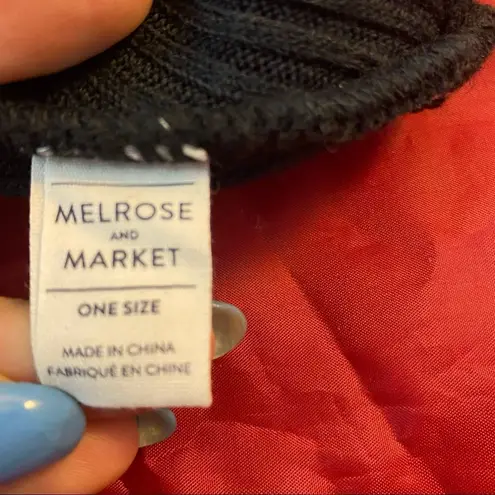 MELROSE
AND
MARKET
ONE SIZE
MADE IN CHINA
FABRIQUÉ EN CHINE